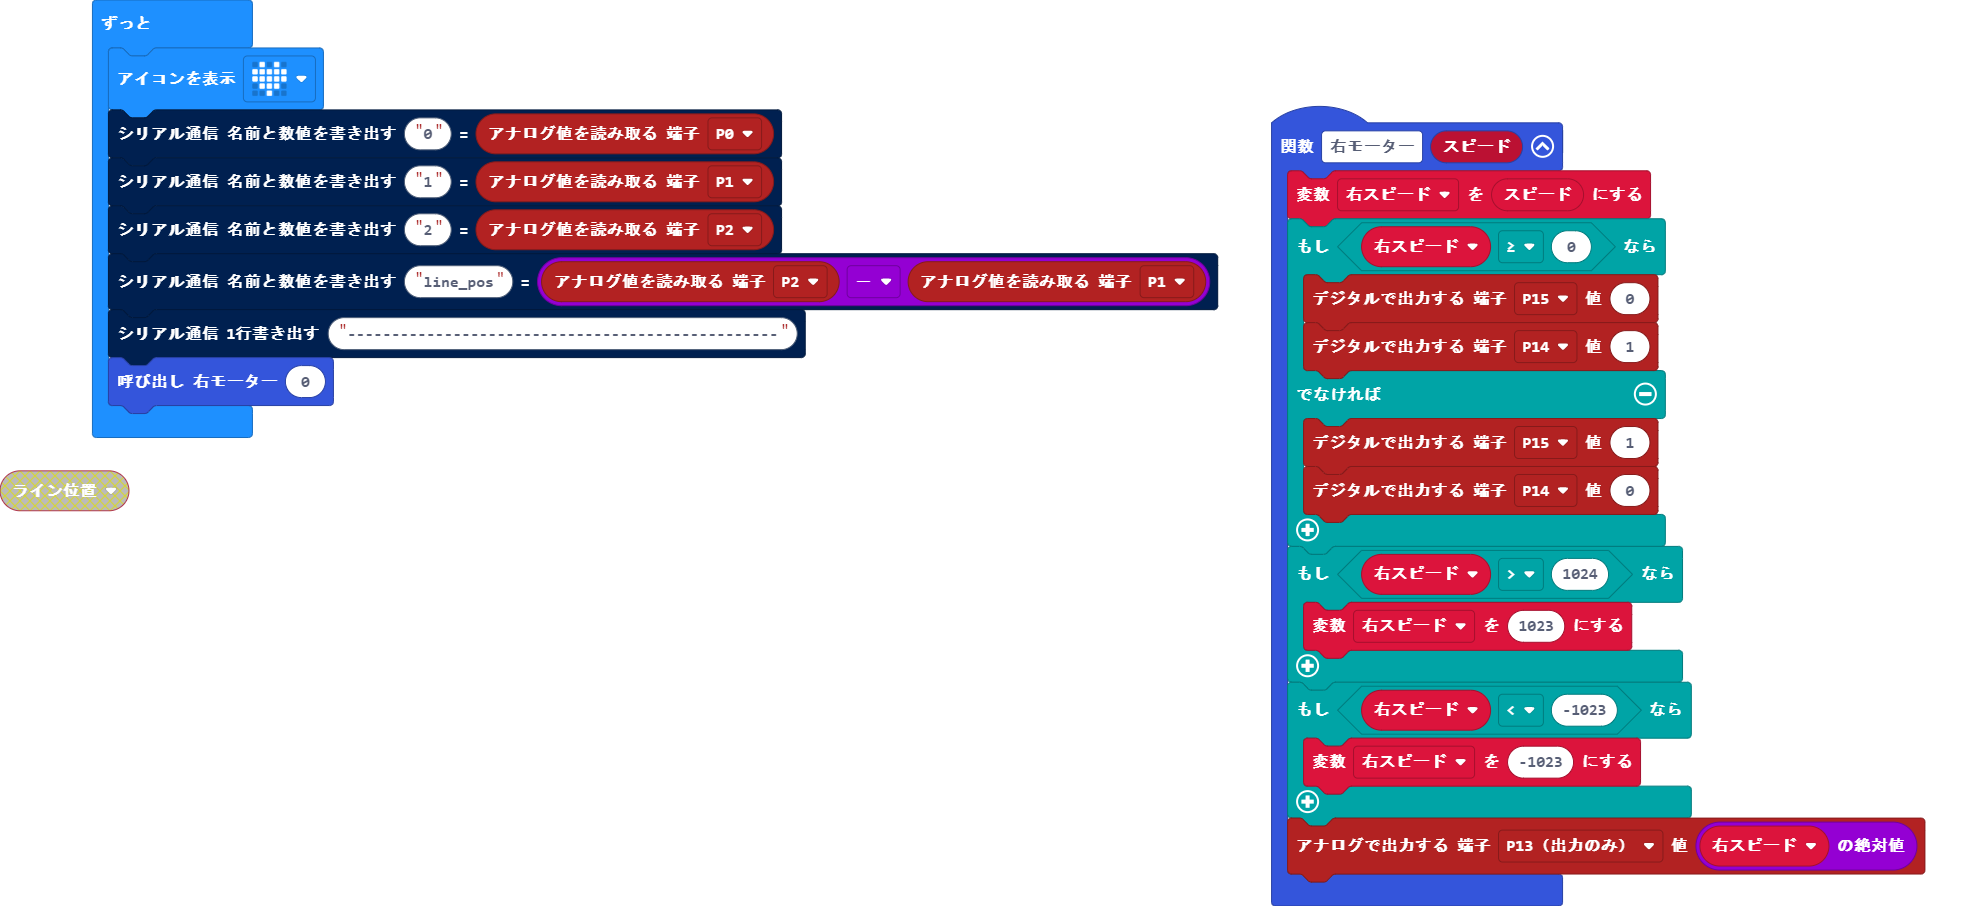 ずっと
アイコンを表示
シリアル通信 名前と数値を書き出す "0" = アナログ値を読み取る 端子 P0
シリアル通信 名前と数値を書き出す "1" = アナログ値を読み取る 端子 P1
シリアル通信 名前と数値を書き出す "2" = アナログ値を読み取る 端子 P2
シリアル通信 名前と数値を書き出す "line_pos" = アナログ値を読み取る 端子 P2 - アナログ値を読み取る 端子 P1
シリアル通信 1行書き出す "-------------------------------------------------"
呼び出し 右モーター 0
ライン位置
関数 右モーター スピード
変数 右スピード を スピード にする
もし 右スピード ≥ 0 なら
デジタルで出力する 端子 P15 値 0
デジタルで出力する 端子 P14 値 1
でなければ
デジタルで出力する 端子 P15 値 1
デジタルで出力する 端子 P14 値 0
もし 右スピード > 1024 なら
変数 右スピード を 1023 にする
もし 右スピード < -1023 なら
変数 右スピード を -1023 にする
アナログで出力する 端子 P13（出力のみ） 値 右スピード の絶対値